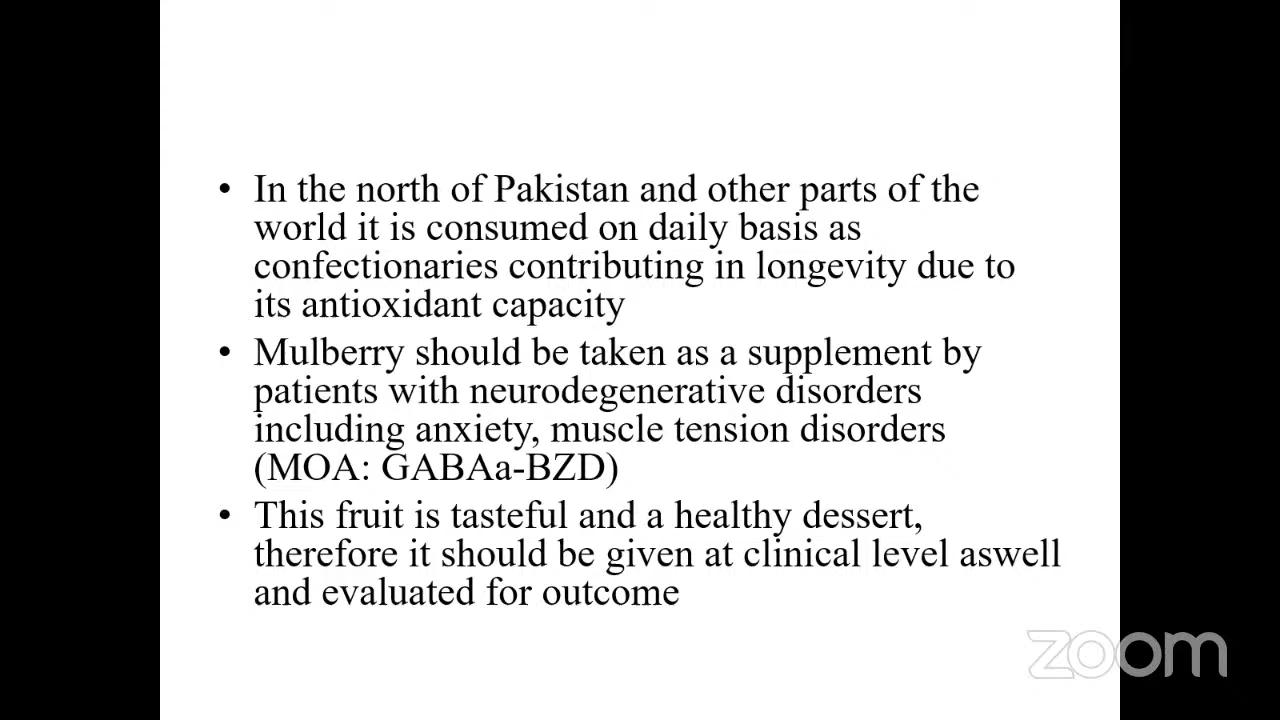 • In the north of Pakistan and other parts of the
world it is consumed on daily basis as
confectionaries contributing in longevity due to
its antioxidant capacity
• Mulberry should be taken as a supplement by
patients with neurodegenerative disorders
including anxiety, muscle tension disorders
(MOA: GABAa-BZD)
• This fruit is tasteful and a healthy dessert,
therefore it should be given at clinical level aswell
and evaluated for outcome
zoom